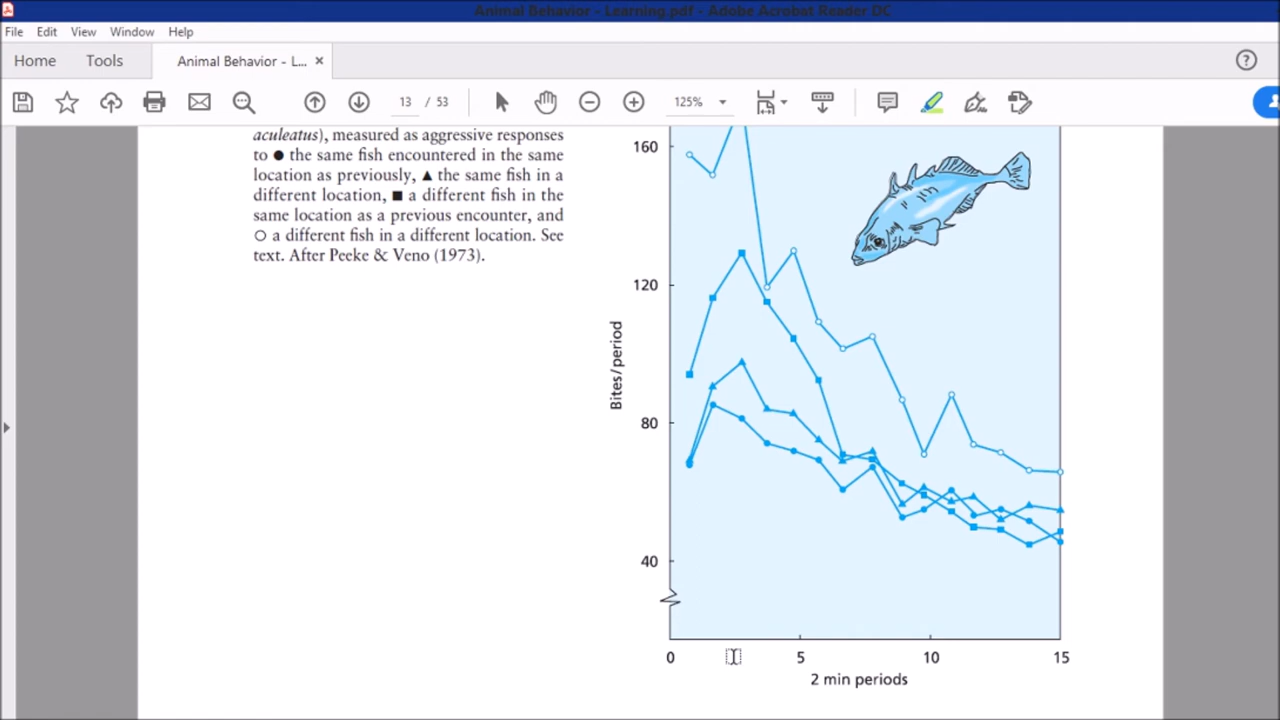 Animal Behavior - Learning.pdf - Adobe Acrobat Reader DC
File Edit View Window Help
Home Tools Animal Behavior - L... ×
13 / 53 125%
aculeatus), measured as aggressive responses
to ● the same fish encountered in the same
location as previously, ▲ the same fish in a
different location, ■ a different fish in the
same location as a previous encounter, and
○ a different fish in a different location. See
text. After Peeke & Veno (1973).
160
120
80
40
Bites/period
0 5 10 15
2 min periods